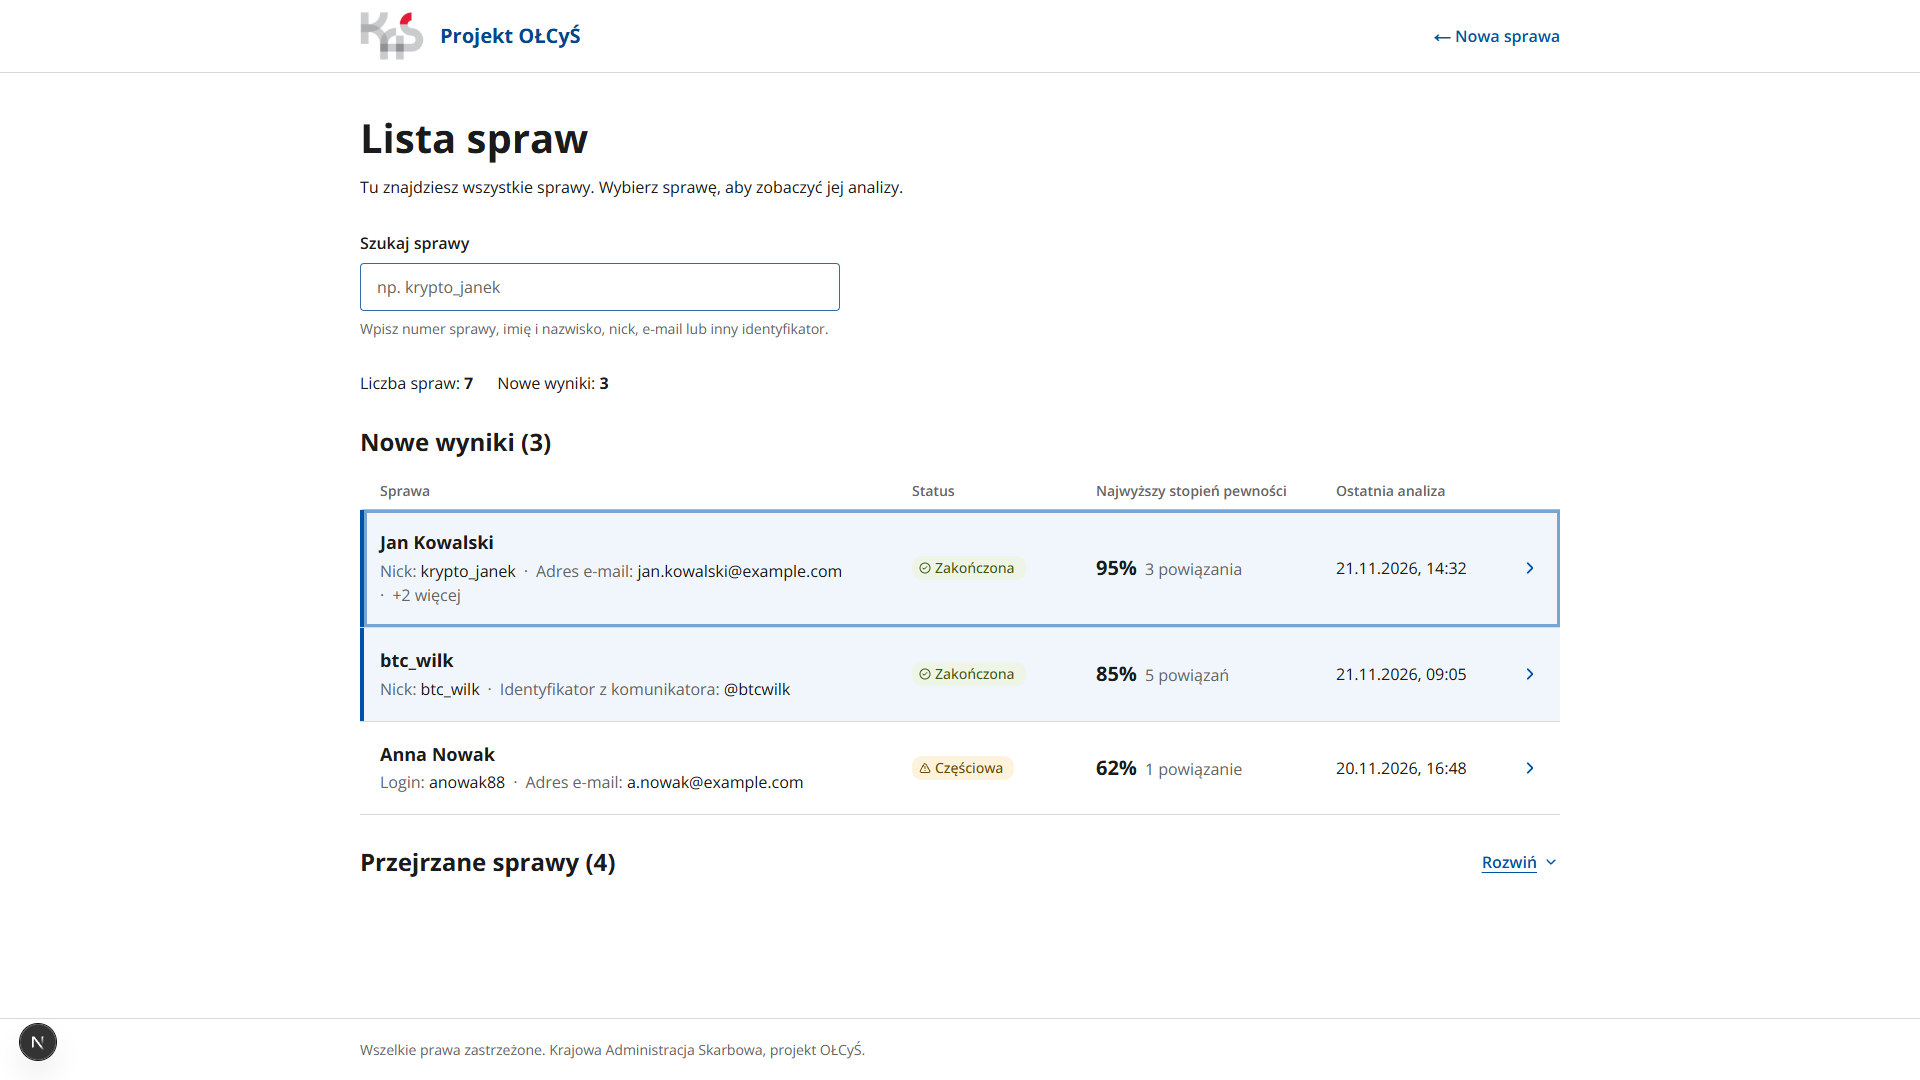 Projekt OŁCyŚ
← Nowa sprawa
Lista spraw
Tu znajdziesz wszystkie sprawy. Wybierz sprawę, aby zobaczyć jej analizy.
Szukaj sprawy
np. krypto_janek
Wpisz numer sprawy, imię i nazwisko, nick, e-mail lub inny identyfikator.
Liczba spraw: 7 Nowe wyniki: 3
Nowe wyniki (3)
Sprawa Status Najwyższy stopień pewności Ostatnia analiza
Jan Kowalski
Nick: krypto_janek · Adres e-mail: jan.kowalski@example.com
· +2 więcej
Zakończona 95% 3 powiązania 21.11.2026, 14:32
btc_wilk
Nick: btc_wilk · Identyfikator z komunikatora: @btcwilk
Zakończona 85% 5 powiązań 21.11.2026, 09:05
Anna Nowak
Login: anowak88 · Adres e-mail: a.nowak@example.com
Częściowa 62% 1 powiązanie 20.11.2026, 16:48
Przejrzane sprawy (4)
Rozwiń
N
Wszelkie prawa zastrzeżone. Krajowa Administracja Skarbowa, projekt OŁCyŚ.